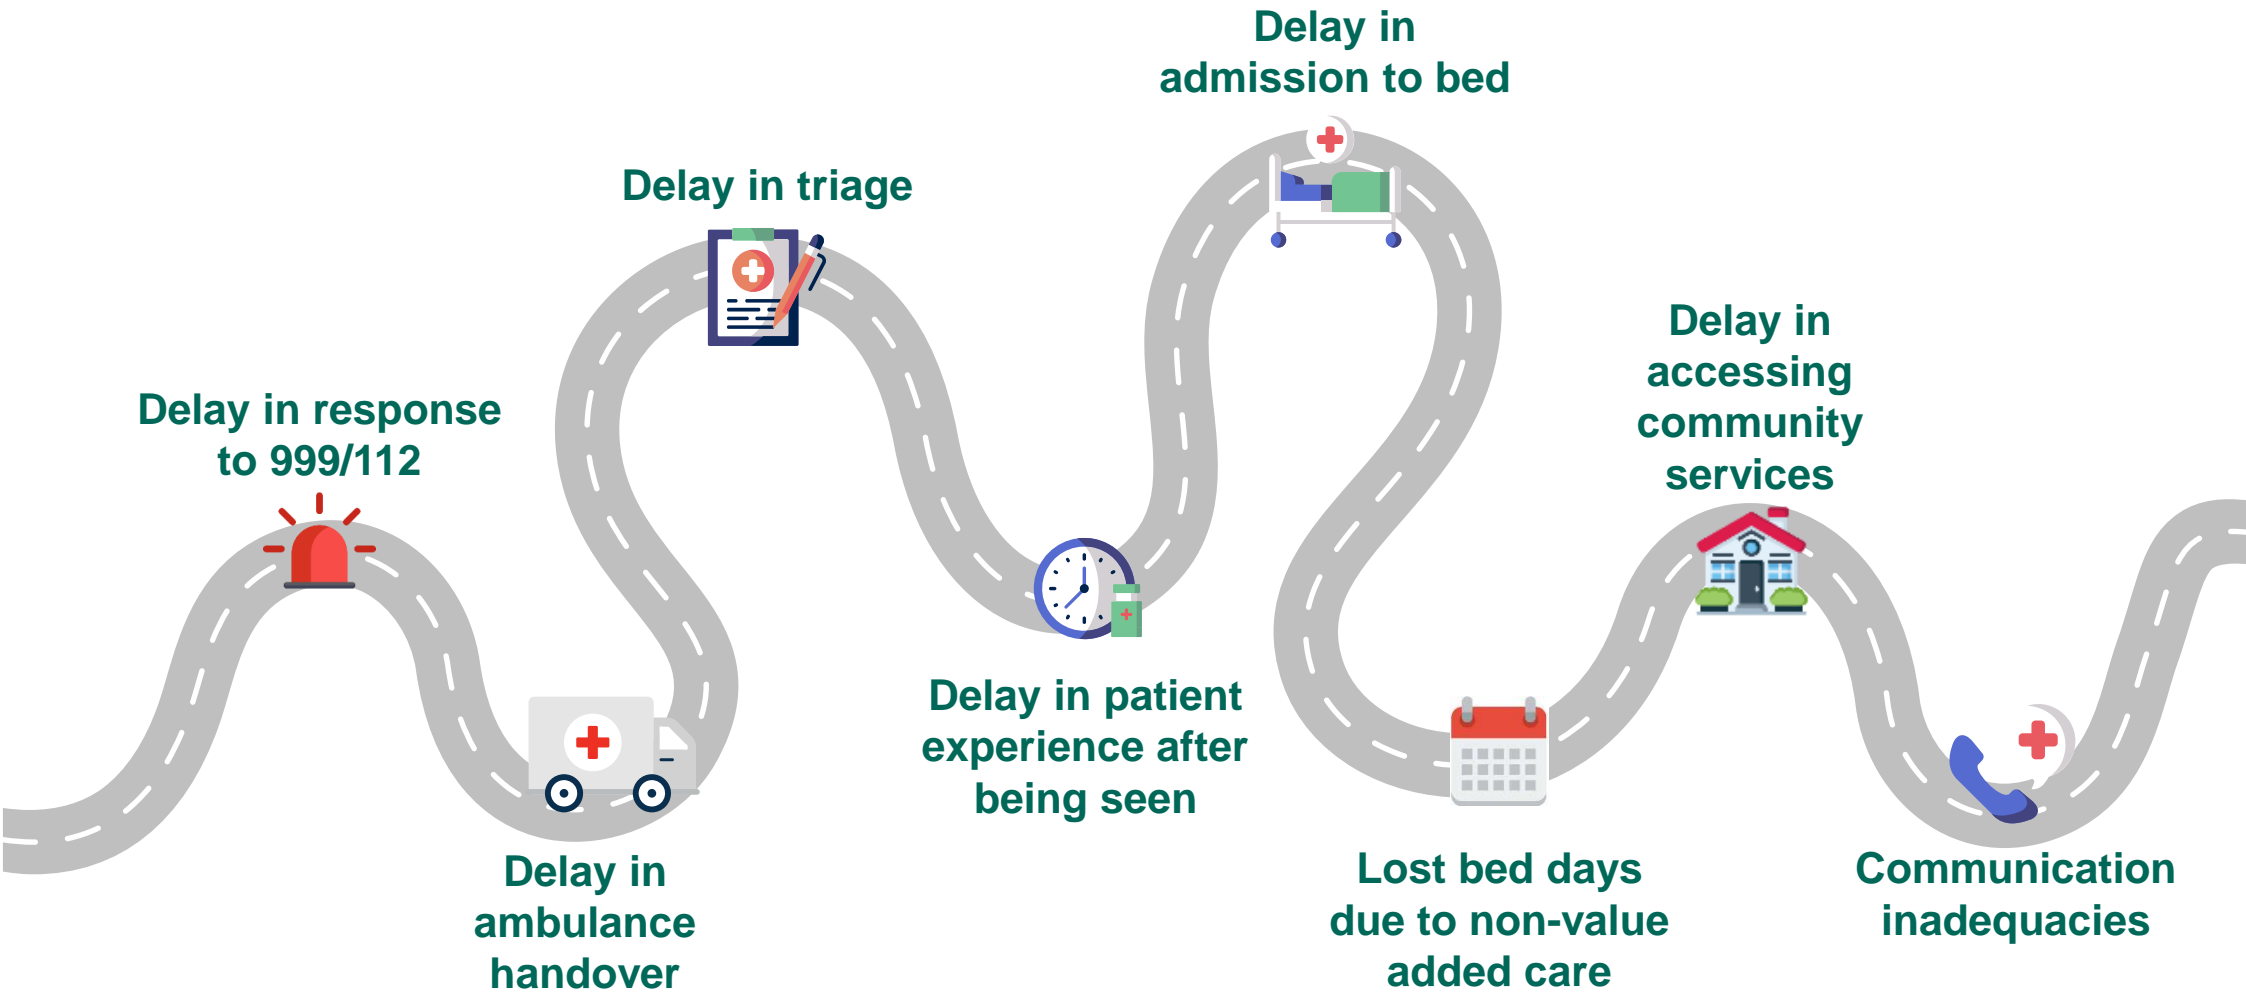 Delay in response
to 999/112
Delay in
ambulance
handover
Delay in triage
Delay in patient
experience after
being seen
Delay in
admission to bed
Lost bed days
due to non-value
added care
Delay in
accessing
community
services
Communication
inadequacies